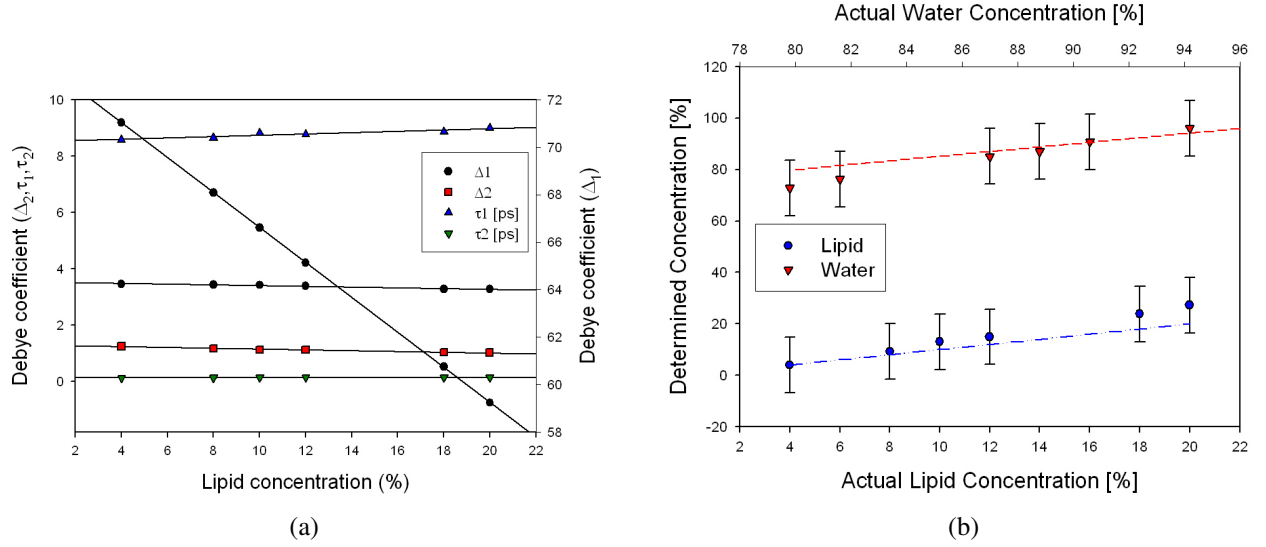 Actual Water Concentration [%]
78 80 82 84 86 88 90 92 94 96
10 8 6 4 2 0
72 70 68 66 64 62 60 58
Debye coefficient (Δ2,τ1,τ2)
Debye coefficient (Δ1)
Δ1
Δ2
τ1 [ps]
τ2 [ps]
2 4 6 8 10 12 14 16 18 20 22
Lipid concentration (%)
(a)
120 100 80 60 40 20 0 -20
Determined Concentration [%]
Lipid
Water
2 4 6 8 10 12 14 16 18 20 22
Actual Lipid Concentration [%]
(b)